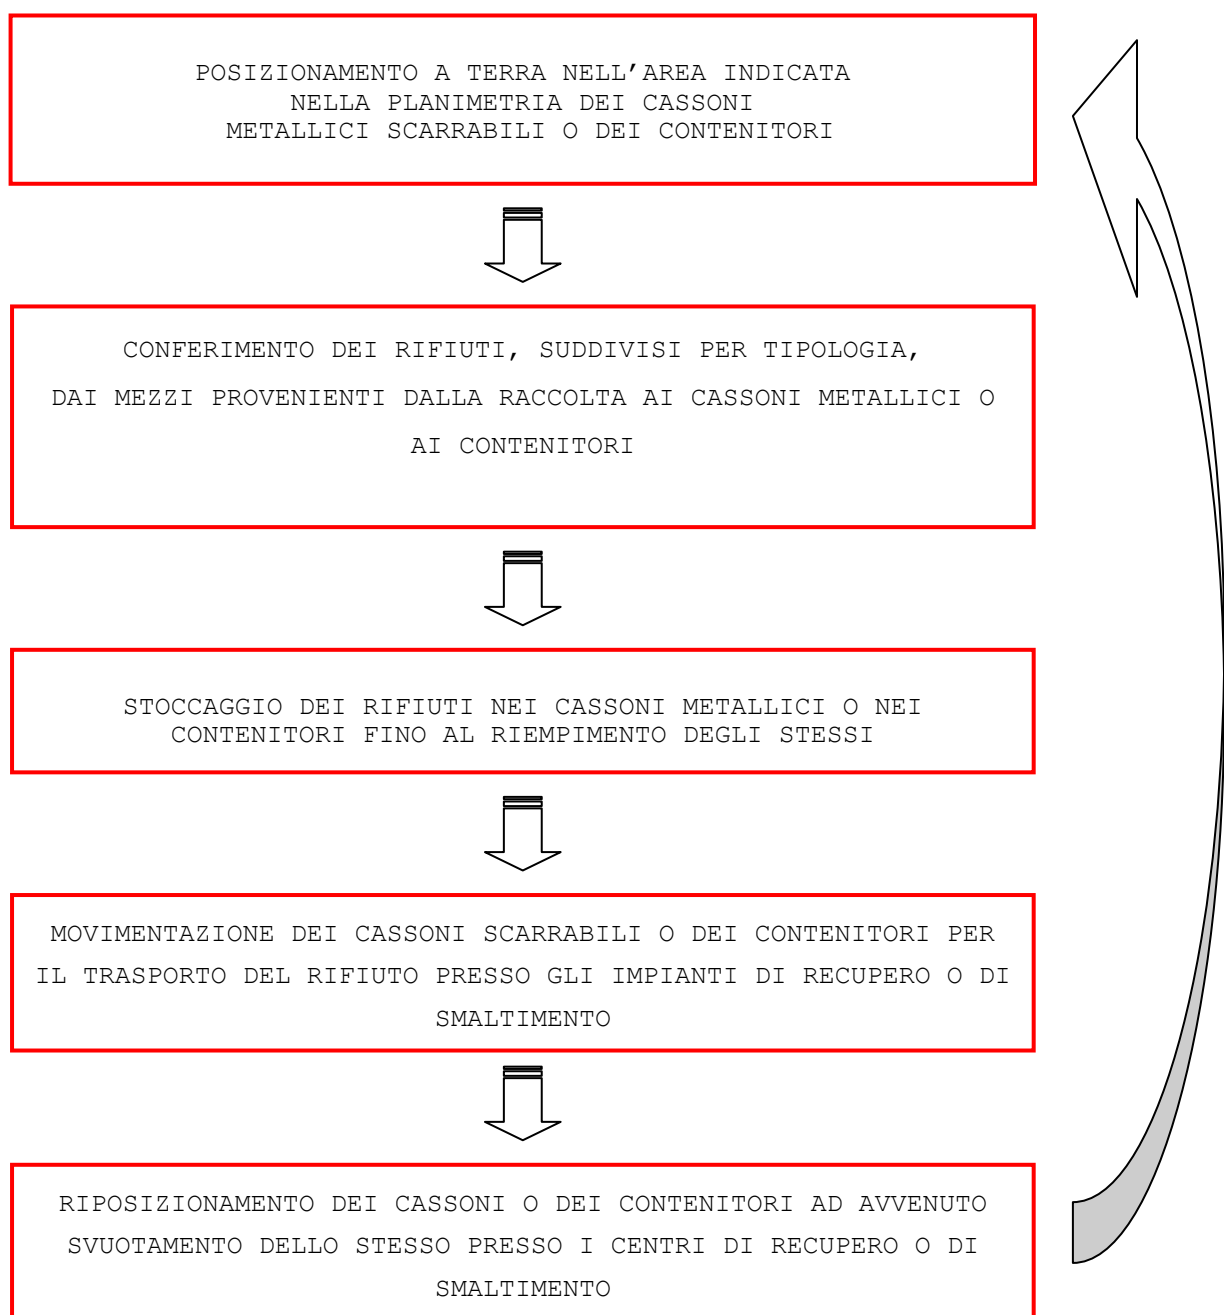 POSIZIONAMENTO A TERRA NELL'AREA INDICATA
NELLA PLANIMETRIA DEI CASSONI
METALLICI SCARRABILI O DEI CONTENITORI
CONFERIMENTO DEI RIFIUTI, SUDDIVISI PER TIPOLOGIA,
DAI MEZZI PROVENIENTI DALLA RACCOLTA AI CASSONI METALLICI O
AI CONTENITORI
STOCCAGGIO DEI RIFIUTI NEI CASSONI METALLICI O NEI
CONTENITORI FINO AL RIEMPIMENTO DEGLI STESSI
MOVIMENTAZIONE DEI CASSONI SCARRABILI O DEI CONTENITORI PER
IL TRASPORTO DEL RIFIUTO PRESSO GLI IMPIANTI DI RECUPERO O DI
SMALTIMENTO
RIPOSIZIONAMENTO DEI CASSONI O DEI CONTENITORI AD AVVENUTO
SVUOTAMENTO DELLO STESSO PRESSO I CENTRI DI RECUPERO O DI
SMALTIMENTO